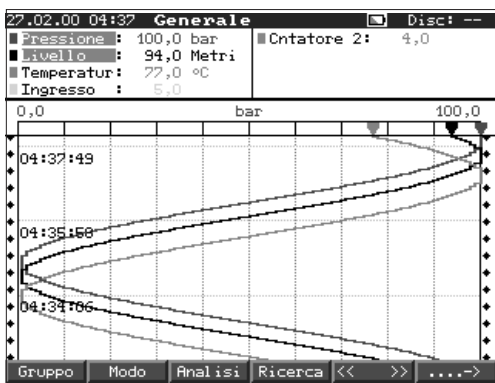 27.02.00 04:37 Generale Disc: --
Pressione : 100,0 bar
Livello : 94,0 Metri
Temperatur: 77,0 °C
Ingresso : 5,0
Cntatore 2: 4,0
0,0 bar 100,0
04:37:49
04:35:58
04:34:06
Gruppo Modo Analisi Ricerca << >> ....->